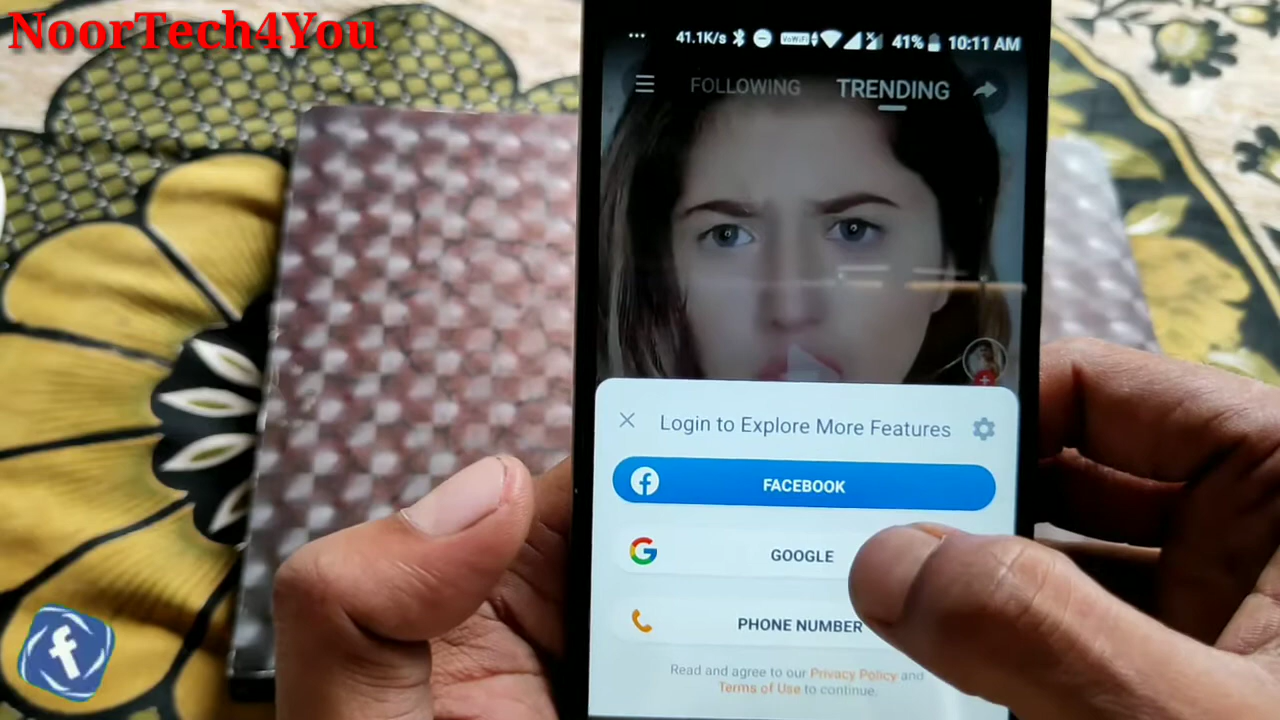 NoorTech4You
41.1K/s VoWiFi 41% 10:11 AM
FOLLOWING TRENDING
Login to Explore More Features
FACEBOOK
GOOGLE
PHONE NUMBER
Read and agree to our Privacy Policy and
Terms of Use to continue.